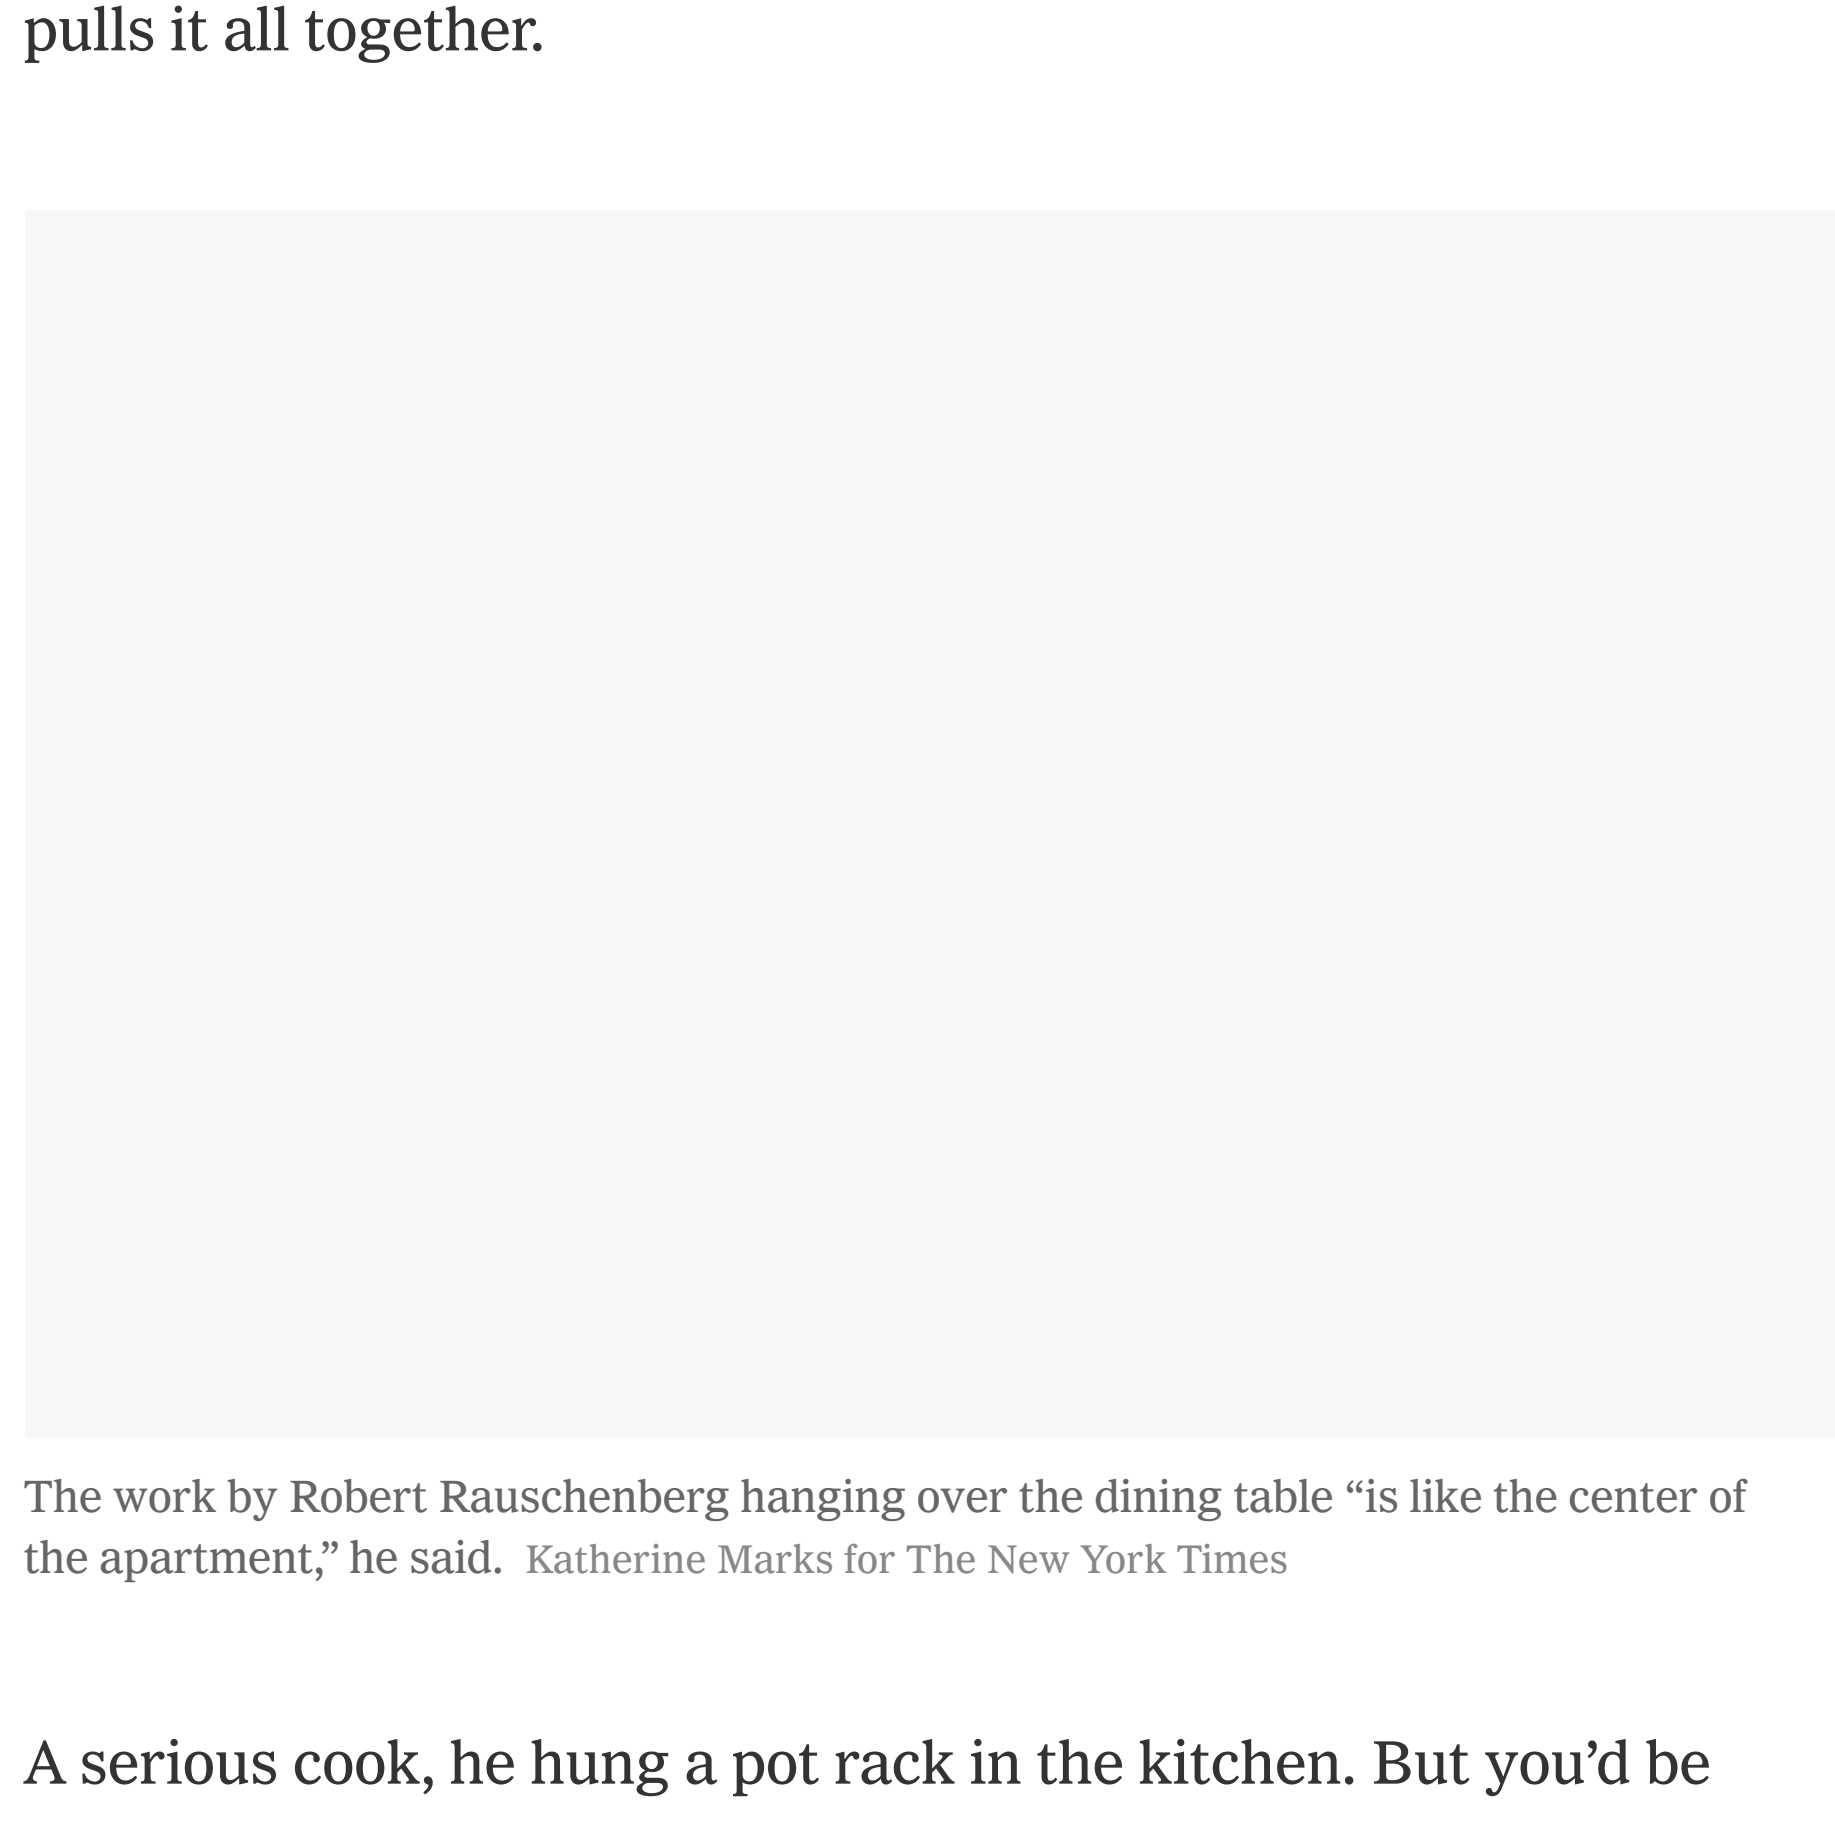 pulls it all together.
The work by Robert Rauschenberg hanging over the dining table “is like the center of
the apartment,” he said. Katherine Marks for The New York Times
A serious cook, he hung a pot rack in the kitchen. But you’d be